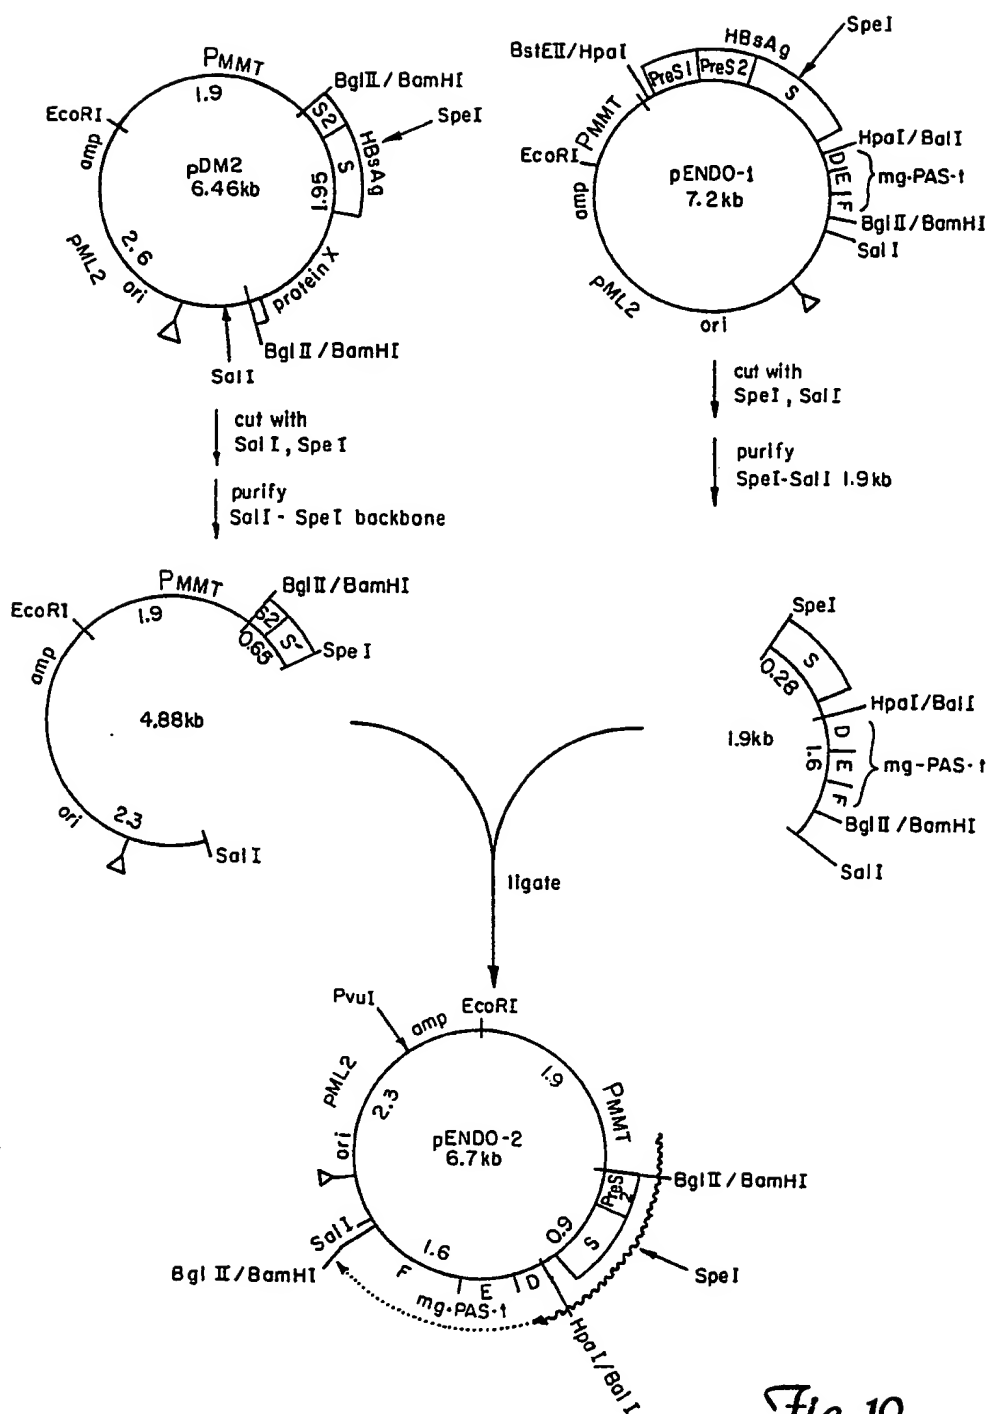 PMMT
1.9
BglII/BamHI
EcoRI
S2
SpeI
amp
HBsAg
S
pDM2
6.46kb
1.95
2.6
pML2
ori
protein X
BglII/BamHI
SalI
cut with
SalI, SpeI
purify
SalI- SpeI backbone
HBsAg
SpeI
BstEII/HpaI
PreS1
PreS2
S
PMMT
HpaI/BalI
EcoRI
D
E
F
mg·PAS·t
pENDO-1
7.2kb
amp
BglII/BamHI
SalI
pML2
ori
cut with
SpeI, SalI
purify
SpeI-SalI 1.9kb
PMMT
1.9
BglII/BamHI
EcoRI
S2
S'
0.65
SpeI
amp
4.88kb
ori
2.3
SalI
SpeI
S
0.28
HpaI/BalI
1.9kb
D
1.6
E
F
mg-PAS·t
BglII/BamHI
SalI
ligate
PvuI
amp
EcoRI
1.9
pML2
2.3
PMMT
ori
pENDO-2
6.7kb
BglII/BamHI
PreS
2
0.9
S
SalI
BglII/BamHI
1.6
F
E
D
mg·PAS·t
SpeI
HpaI/BalI
Fig. 10